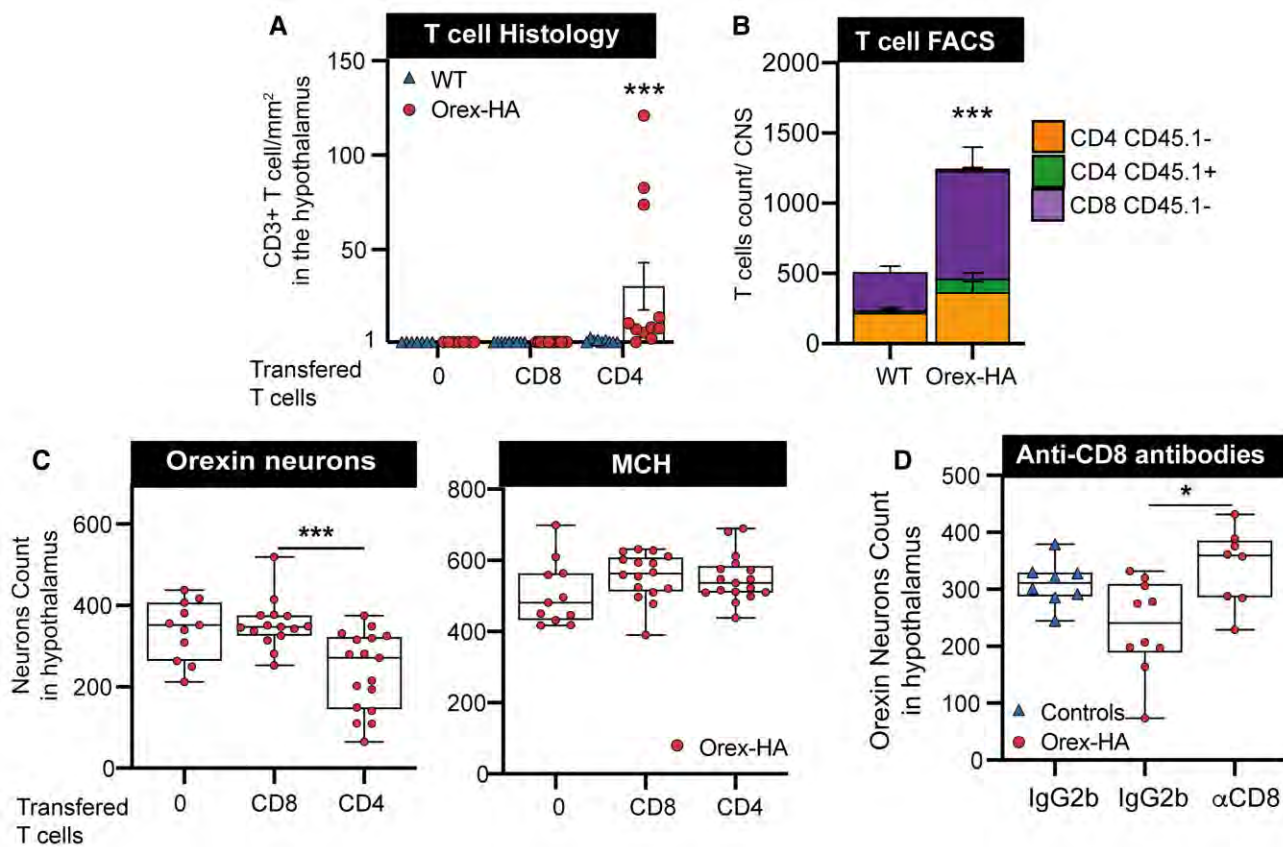 A
T cell Histology
CD3+ T cell/mm²
in the hypothalamus
150
100
50
1
WT
Orex-HA
***
0
CD8
CD4
Transfered
T cells
B
T cell FACS
T cells count/ CNS
2000
1500
1000
500
0
***
WT
Orex-HA
CD4 CD45.1-
CD4 CD45.1+
CD8 CD45.1-
C
Orexin neurons
Neurons Count
in hypothalamus
600
400
200
0
***
0
CD8
CD4
Transfered
T cells
MCH
800
600
400
200
0
Orex-HA
0
CD8
CD4
D
Anti-CD8 antibodies
Orexin Neurons Count
in hypothalamus
500
400
300
200
100
0
*
Controls
Orex-HA
IgG2b
IgG2b
αCD8